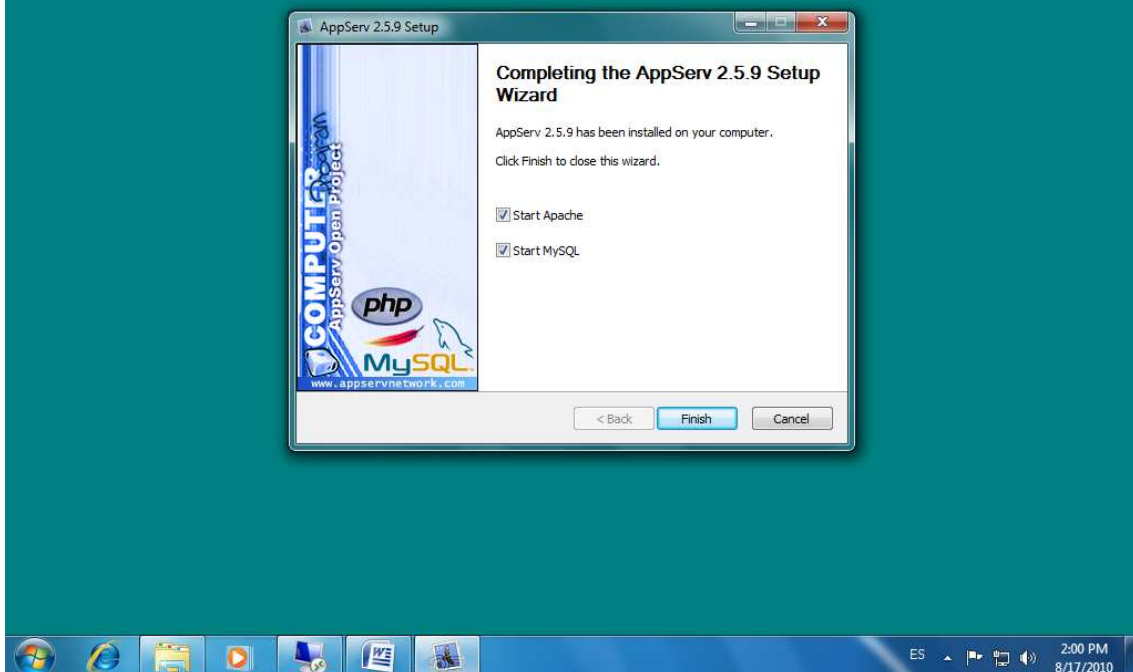 AppServ 2.5.9 Setup
Completing the AppServ 2.5.9 Setup
Wizard
AppServ 2.5.9 has been installed on your computer.
Click Finish to close this wizard.
Start Apache
Start MySQL
COMPUTER
Program
AppServ Open Project
php
MySQL
www.appservnetwork.com
< Back
Finish
Cancel
ES
2:00 PM
8/17/2010